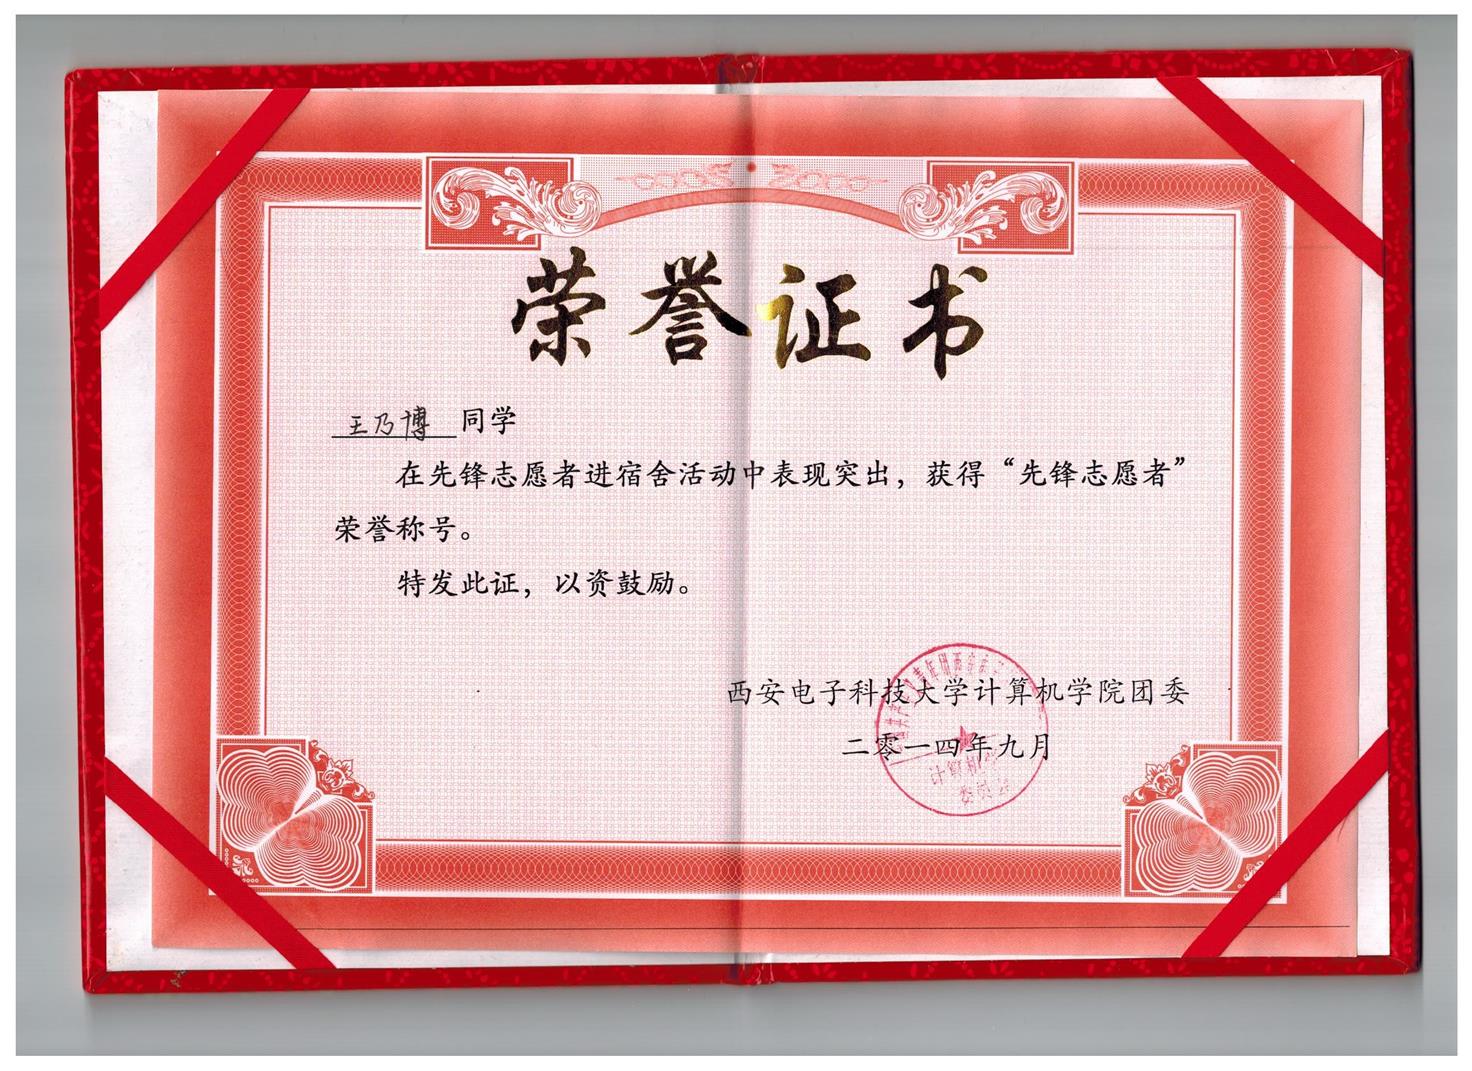 荣誉证书
王乃博 同学
在先锋志愿者进宿舍活动中表现突出，获得“先锋志愿者”
荣誉称号。
特发此证，以资鼓励。
西安电子科技大学计算机学院团委
二零一四年九月
计算机
委员会